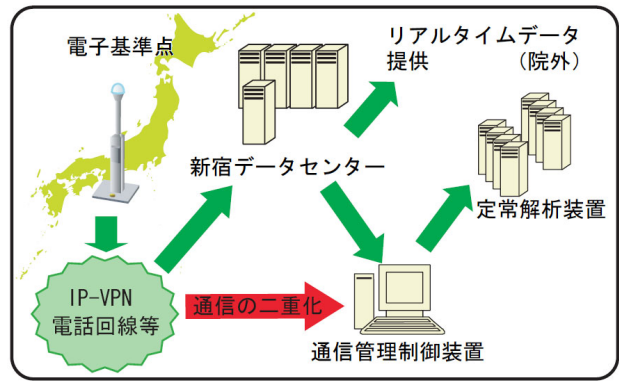 電子基準点
リアルタイムデータ
提供　　　（院外）
新宿データセンター
定常解析装置
IP-VPN
電話回線等
通信の二重化
通信管理制御装置